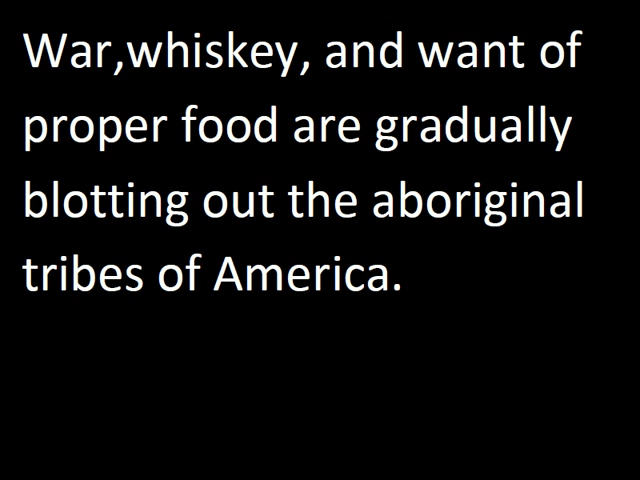 War,whiskey, and want of
proper food are gradually
blotting out the aboriginal
tribes of America.